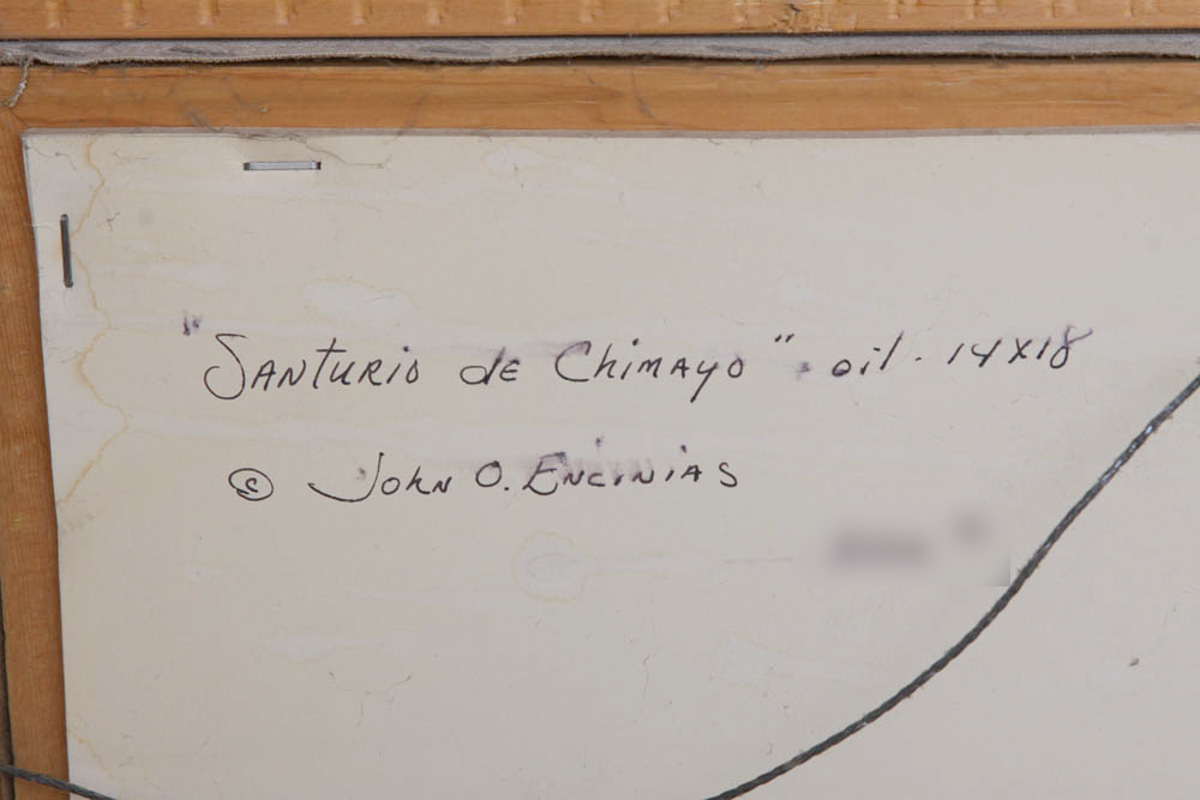 "Santurio de Chimayo" . oil . 14x18
© John O. Encinias